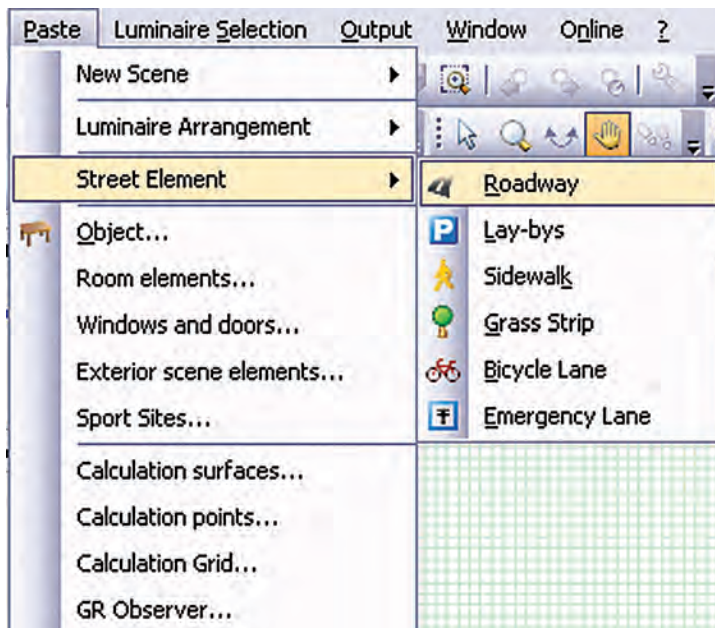 Paste Luminaire Selection Output Window Online ?
New Scene
Luminaire Arrangement
Street Element
Object...
Room elements...
Windows and doors...
Exterior scene elements...
Sport Sites...
Calculation surfaces...
Calculation points...
Calculation Grid...
GR Observer...
Roadway
P Lay-bys
Sidewalk
Grass Strip
Bicycle Lane
Emergency Lane